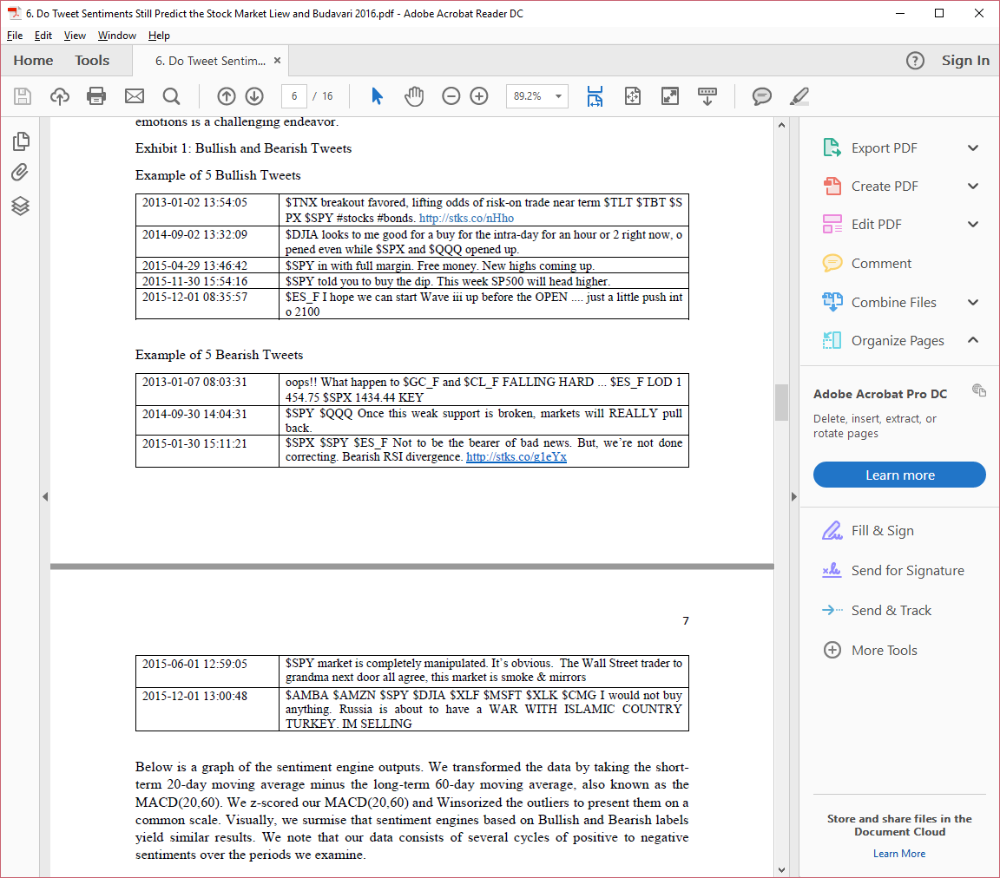 6. Do Tweet Sentiments Still Predict the Stock Market Liew and Budavari 2016.pdf - Adobe Acrobat Reader DC
File Edit View Window Help
Home Tools 6. Do Tweet Sentim... × ? Sign In
6 / 16 89.2%
emotions is a challenging endeavor.
Exhibit 1: Bullish and Bearish Tweets
Example of 5 Bullish Tweets
2013-01-02 13:54:05 $TNX breakout favored, lifting odds of risk-on trade near term $TLT $TBT $S
PX $SPY #stocks #bonds. http://stks.co/nHho
2014-09-02 13:32:09 $DJIA looks to me good for a buy for the intra-day for an hour or 2 right now, o
pened even while $SPX and $QQQ opened up.
2015-04-29 13:46:42 $SPY in with full margin. Free money. New highs coming up.
2015-11-30 15:54:16 $SPY told you to buy the dip. This week SP500 will head higher.
2015-12-01 08:35:57 $ES_F I hope we can start Wave iii up before the OPEN .... just a little push int
o 2100
Example of 5 Bearish Tweets
2013-01-07 08:03:31 oops!! What happen to $GC_F and $CL_F FALLING HARD ... $ES_F LOD 1
454.75 $SPX 1434.44 KEY
2014-09-30 14:04:31 $SPY $QQQ Once this weak support is broken, markets will REALLY pull
back.
2015-01-30 15:11:21 $SPX $SPY $ES_F Not to be the bearer of bad news. But, we’re not done
correcting. Bearish RSI divergence. http://stks.co/g1eYx
7
2015-06-01 12:59:05 $SPY market is completely manipulated. It’s obvious.  The Wall Street trader to
grandma next door all agree, this market is smoke & mirrors
2015-12-01 13:00:48 $AMBA $AMZN $SPY $DJIA $XLF $MSFT $XLK $CMG I would not buy
anything. Russia is about to have a WAR WITH ISLAMIC COUNTRY
TURKEY. IM SELLING
Below is a graph of the sentiment engine outputs. We transformed the data by taking the short-
term 20-day moving average minus the long-term 60-day moving average, also known as the
MACD(20,60). We z-scored our MACD(20,60) and Winsorized the outliers to present them on a
common scale. Visually, we surmise that sentiment engines based on Bullish and Bearish labels
yield similar results. We note that our data consists of several cycles of positive to negative
sentiments over the periods we examine.
Export PDF
Create PDF
Edit PDF
Comment
Combine Files
Organize Pages
Adobe Acrobat Pro DC
Delete, insert, extract, or
rotate pages
Learn more
Fill & Sign
Send for Signature
Send & Track
More Tools
Store and share files in the
Document Cloud
Learn More